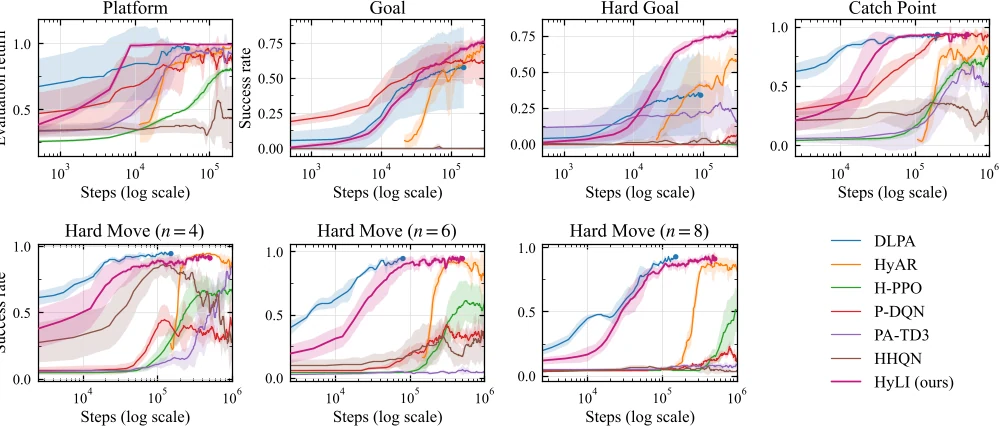 Platform
Goal
Hard Goal
Catch Point
Evaluation return
1.0
0.5
10³
10⁴
10⁵
Steps (log scale)
Success rate
0.75
0.50
0.25
0.00
10³
10⁴
10⁵
Steps (log scale)
0.75
0.50
0.25
0.00
10³
10⁴
10⁵
Steps (log scale)
1.0
0.5
0.0
10⁴
10⁵
10⁶
Steps (log scale)
Hard Move (n=4)
Hard Move (n=6)
Hard Move (n=8)
Success rate
1.0
0.5
0.0
10⁴
10⁵
10⁶
Steps (log scale)
1.0
0.5
0.0
10⁴
10⁵
10⁶
Steps (log scale)
1.0
0.5
0.0
10⁴
10⁵
10⁶
Steps (log scale)
DLPA
HyAR
H-PPO
P-DQN
PA-TD3
HHQN
HyLI (ours)